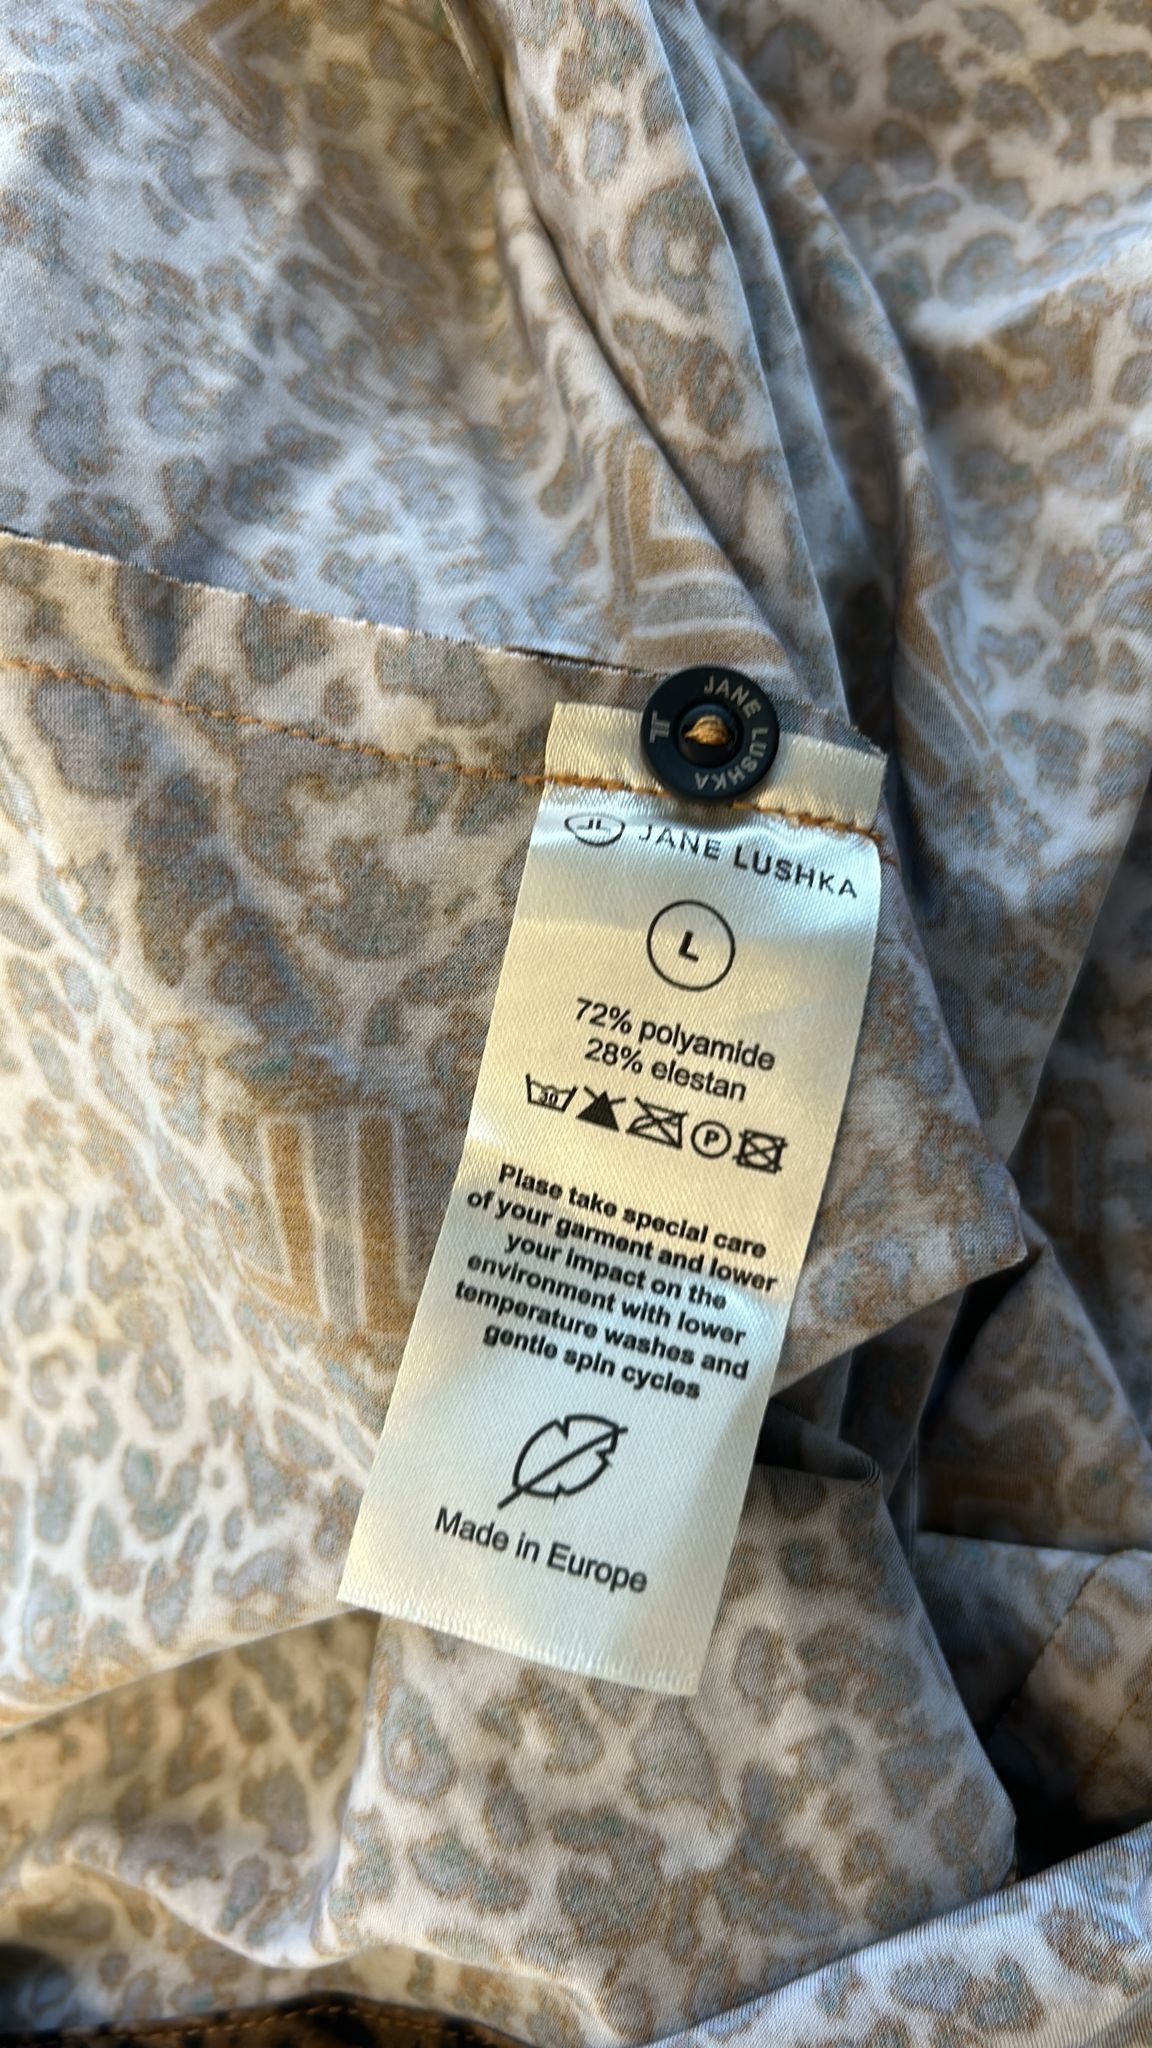 JANE LUSHKA
JL
JL JANE LUSHKA
L
72% polyamide
28% elestan
30 P
Plase take special care
of your garment and lower
your impact on the
environment with lower
temperature washes and
gentle spin cycles
Made in Europe